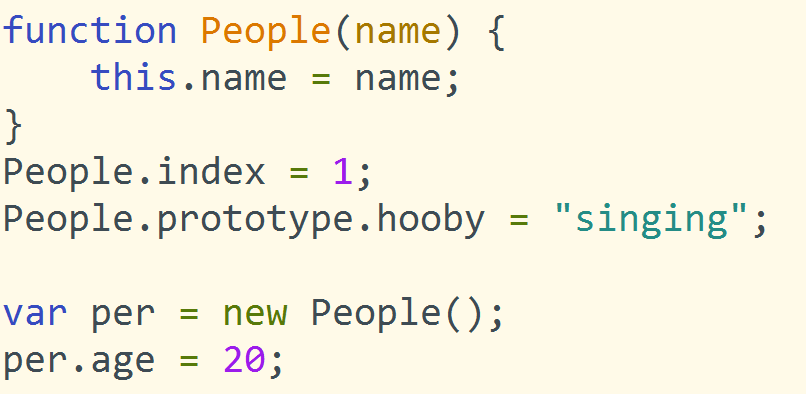 function People(name) {
    this.name = name;
}
People.index = 1;
People.prototype.hooby = "singing";

var per = new People();
per.age = 20;